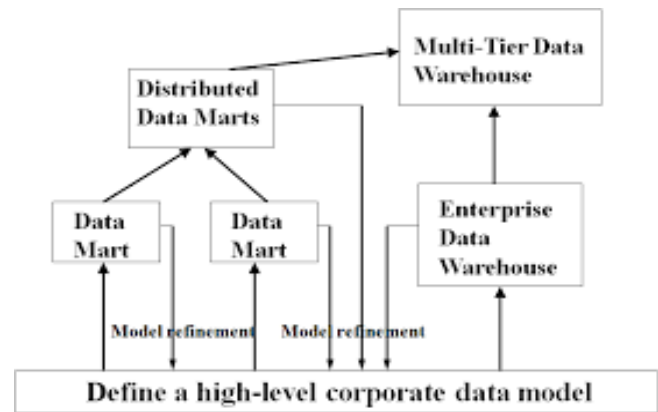 Multi-Tier Data
Warehouse
Distributed
Data Marts
Data
Mart
Data
Mart
Enterprise
Data
Warehouse
Model refinement
Model refinement
Define a high-level corporate data model